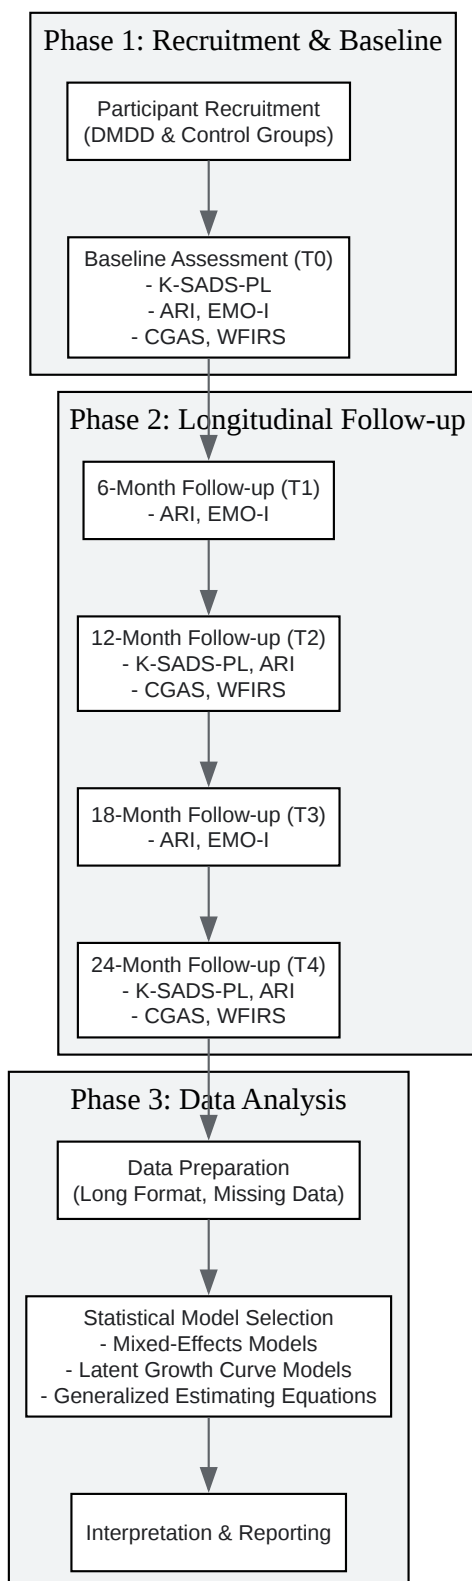 Phase 1: Recruitment & Baseline
Participant Recruitment
(DMDD & Control Groups)
Baseline Assessment (T0)
- K-SADS-PL
- ARI, EMO-I
- CGAS, WFIRS
Phase 2: Longitudinal Follow-up
6-Month Follow-up (T1)
- ARI, EMO-I
12-Month Follow-up (T2)
- K-SADS-PL, ARI
- CGAS, WFIRS
18-Month Follow-up (T3)
- ARI, EMO-I
24-Month Follow-up (T4)
- K-SADS-PL, ARI
- CGAS, WFIRS
Phase 3: Data Analysis
Data Preparation
(Long Format, Missing Data)
Statistical Model Selection
- Mixed-Effects Models
- Latent Growth Curve Models
- Generalized Estimating Equations
Interpretation & Reporting